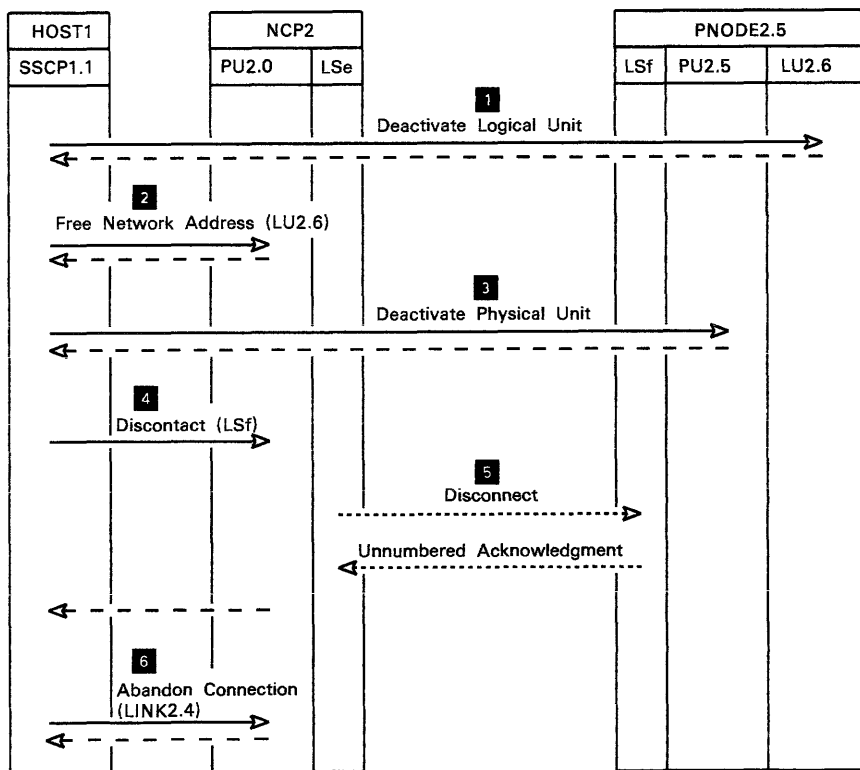 HOST1
NCP2
PNODE2.5
SSCP1.1
PU2.0
LSe
LSf
PU2.5
LU2.6
1
Deactivate Logical Unit
2
Free Network Address (LU2.6)
3
Deactivate Physical Unit
4
Discontact (LSf)
5
Disconnect
Unnumbered Acknowledgment
6
Abandon Connection
(LINK2.4)